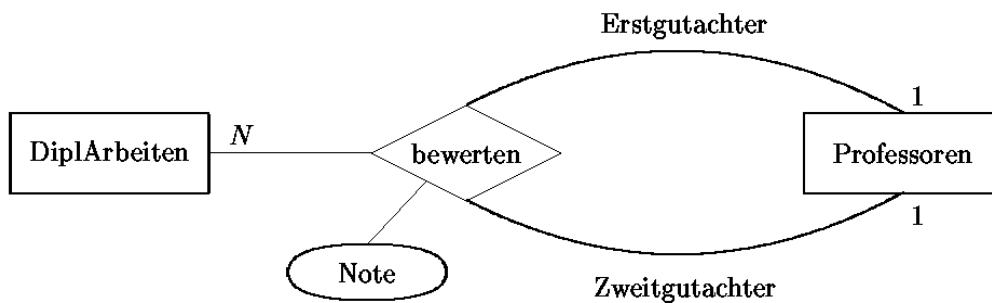 Erstgutachter
1
N
DiplArbeiten
bewerten
Professoren
1
Note
Zweitgutachter